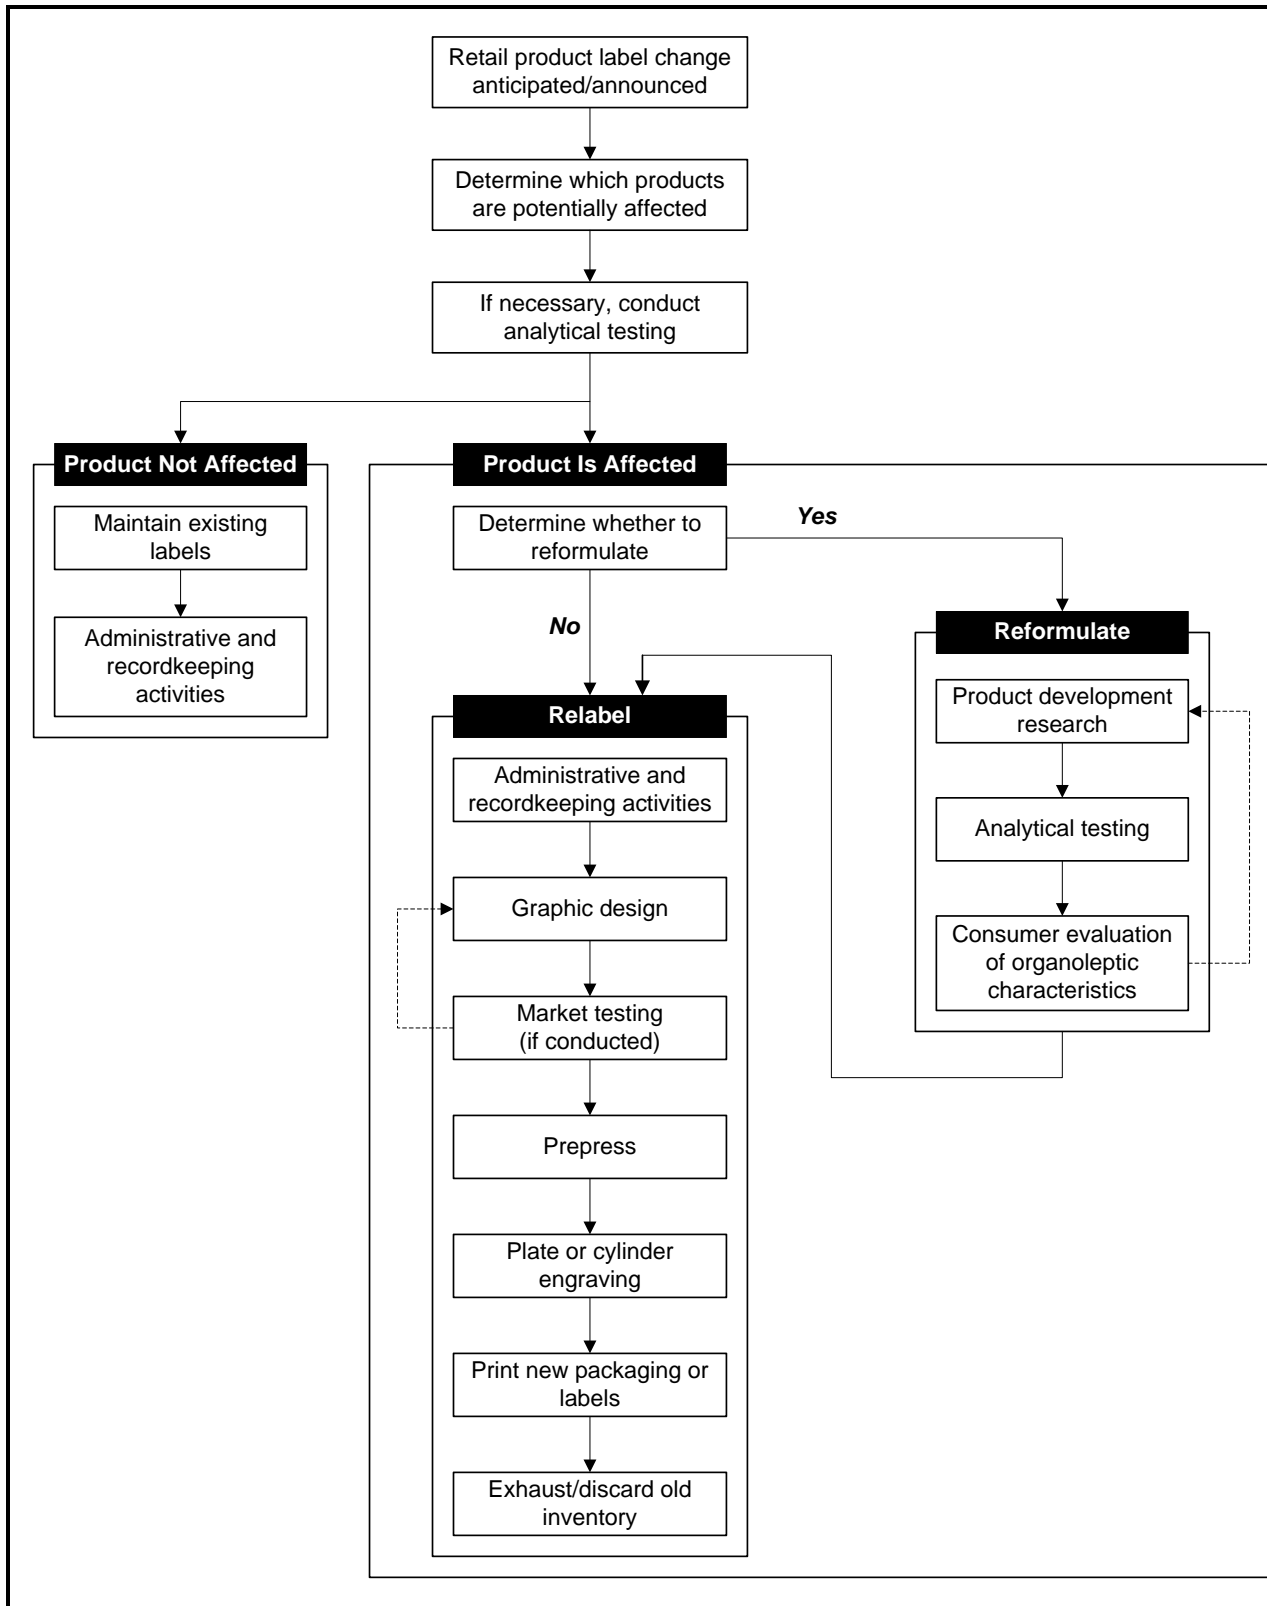 Retail product label change
anticipated/announced
Determine which products
are potentially affected
If necessary, conduct
analytical testing
Product Not Affected
Maintain existing
labels
Administrative and
recordkeeping
activities
Product Is Affected
Determine whether to
reformulate
Yes
No
Reformulate
Product development
research
Analytical testing
Consumer evaluation
of organoleptic
characteristics
Relabel
Administrative and
recordkeeping activities
Graphic design
Market testing
(if conducted)
Prepress
Plate or cylinder
engraving
Print new packaging or
labels
Exhaust/discard old
inventory